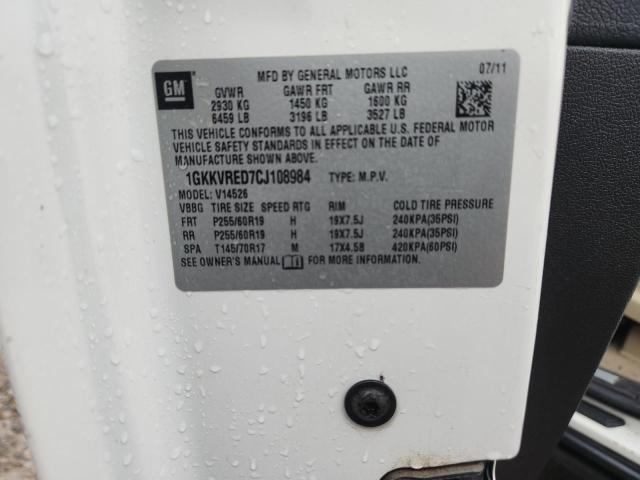 GM
MFD BY GENERAL MOTORS LLC 07/11
GVWR GAWR FRT GAWR RR
2930 KG 1450 KG 1600 KG
6459 LB 3196 LB 3527 LB
THIS VEHICLE CONFORMS TO ALL APPLICABLE U.S. FEDERAL MOTOR
VEHICLE SAFETY STANDARDS IN EFFECT ON THE DATE OF
MANUFACTURE SHOWN ABOVE.
1GKKVRED7CJ108984 TYPE: M.P.V.
MODEL: V14526
VBBG TIRE SIZE SPEED RTG RIM COLD TIRE PRESSURE
FRT P255/60R19 H 19X7.5J 240KPA(35PSI)
RR P255/60R19 H 19X7.5J 240KPA(35PSI)
SPA T145/70R17 M 17X4.5B 420KPA(60PSI)
SEE OWNER'S MANUAL FOR MORE INFORMATION.